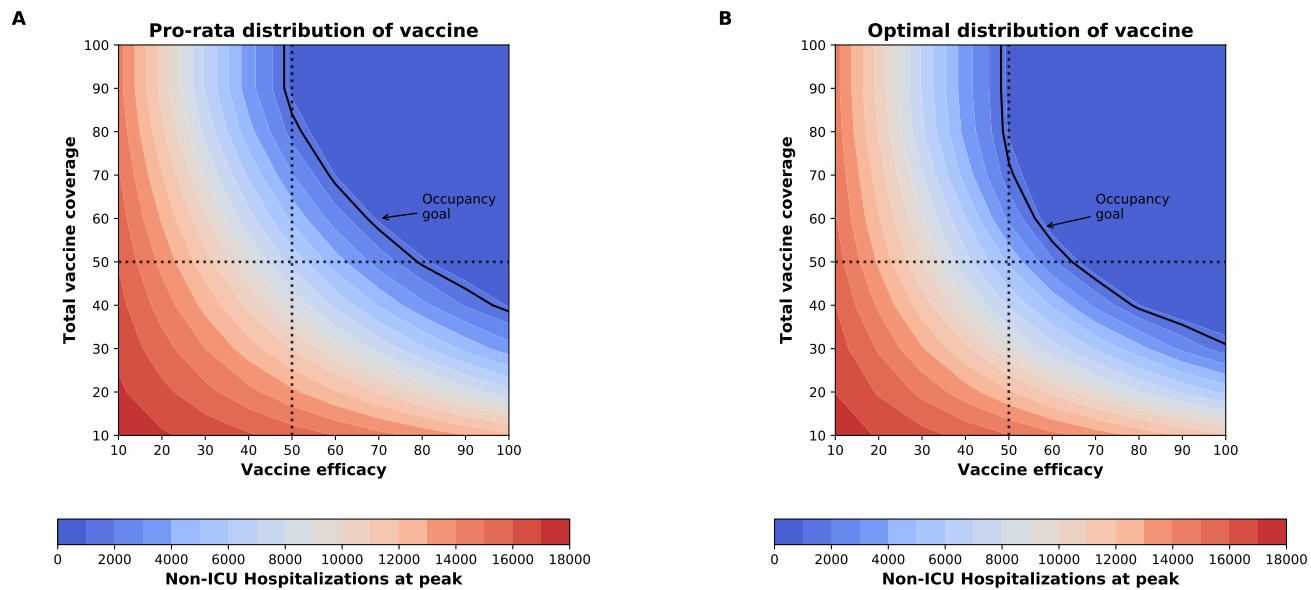 A
Pro-rata distribution of vaccine
100
90
80
70
60
50
40
30
20
10
Total vaccine coverage
Occupancy
goal
10 20 30 40 50 60 70 80 90 100
Vaccine efficacy
0 2000 4000 6000 8000 10000 12000 14000 16000 18000
Non-ICU Hospitalizations at peak
B
Optimal distribution of vaccine
100
90
80
70
60
50
40
30
20
10
Total vaccine coverage
Occupancy
goal
10 20 30 40 50 60 70 80 90 100
Vaccine efficacy
0 2000 4000 6000 8000 10000 12000 14000 16000 18000
Non-ICU Hospitalizations at peak